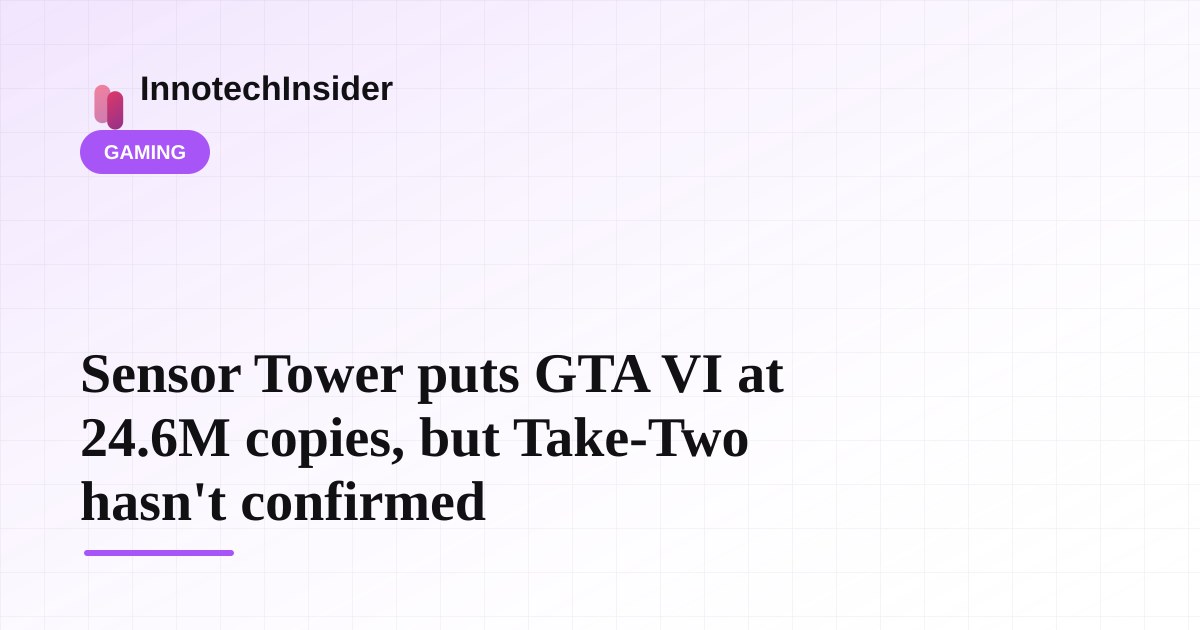 InnotechInsider
GAMING
Sensor Tower puts GTA VI at
24.6M copies, but Take-Two
hasn't confirmed